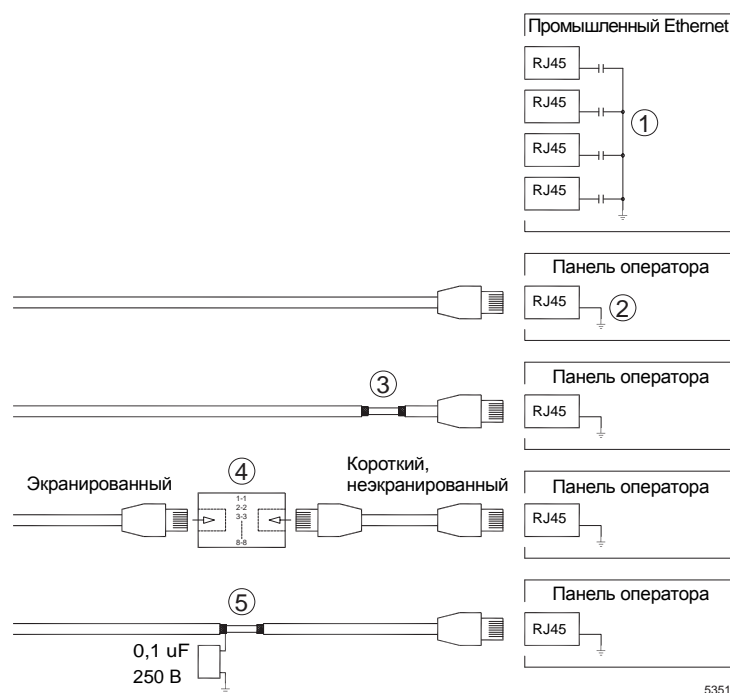 Промышленный Ethernet
RJ45
RJ45
1
RJ45
RJ45
Панель оператора
RJ45
2
Панель оператора
3
RJ45
Экранированный
4
1-1
2-2
3-3
8-8
Короткий,
неэкранированный
Панель оператора
RJ45
Панель оператора
5
RJ45
0,1 uF
250 В
5351